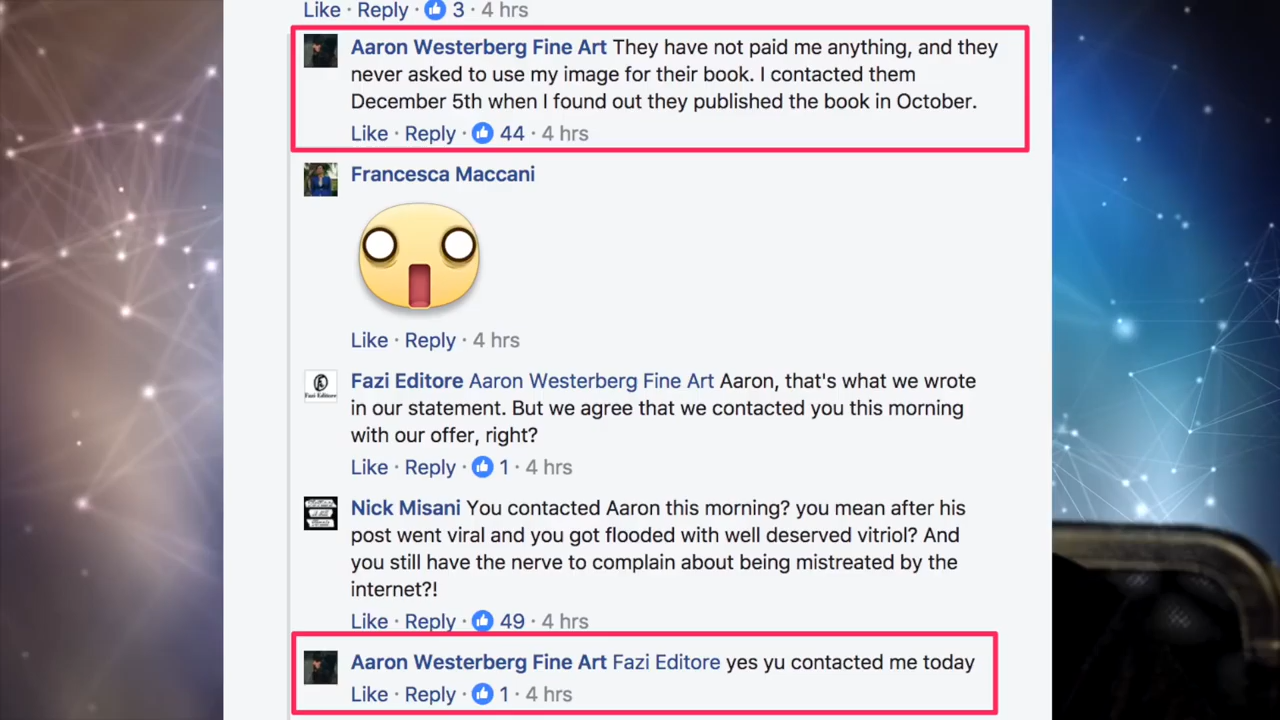 Like · Reply · 3 · 4 hrs
Aaron Westerberg Fine Art They have not paid me anything, and they
never asked to use my image for their book. I contacted them
December 5th when I found out they published the book in October.
Like · Reply · 44 · 4 hrs
Francesca Maccani
Like · Reply · 4 hrs
Fazi Editore Aaron Westerberg Fine Art Aaron, that's what we wrote
in our statement. But we agree that we contacted you this morning
with our offer, right?
Fazi Editore
Like · Reply · 1 · 4 hrs
Nick Misani You contacted Aaron this morning? you mean after his
post went viral and you got flooded with well deserved vitriol? And
you still have the nerve to complain about being mistreated by the
internet?!
Like · Reply · 49 · 4 hrs
Aaron Westerberg Fine Art Fazi Editore yes yu contacted me today
Like · Reply · 1 · 4 hrs